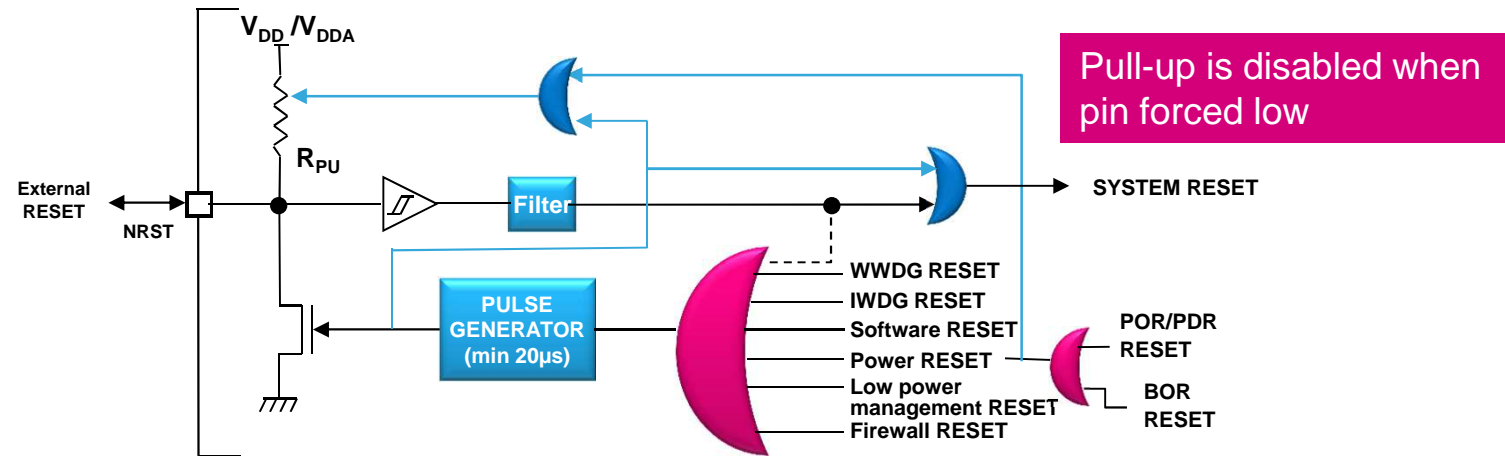 VDD /VDDA
Pull-up is disabled when
pin forced low
RPU
External
RESET
NRST
Filter
SYSTEM RESET
PULSE
GENERATOR
(min 20µs)
WWDG RESET
IWDG RESET
Software RESET
Power RESET
Low power
management RESET
Firewall RESET
POR/PDR
RESET
BOR
RESET